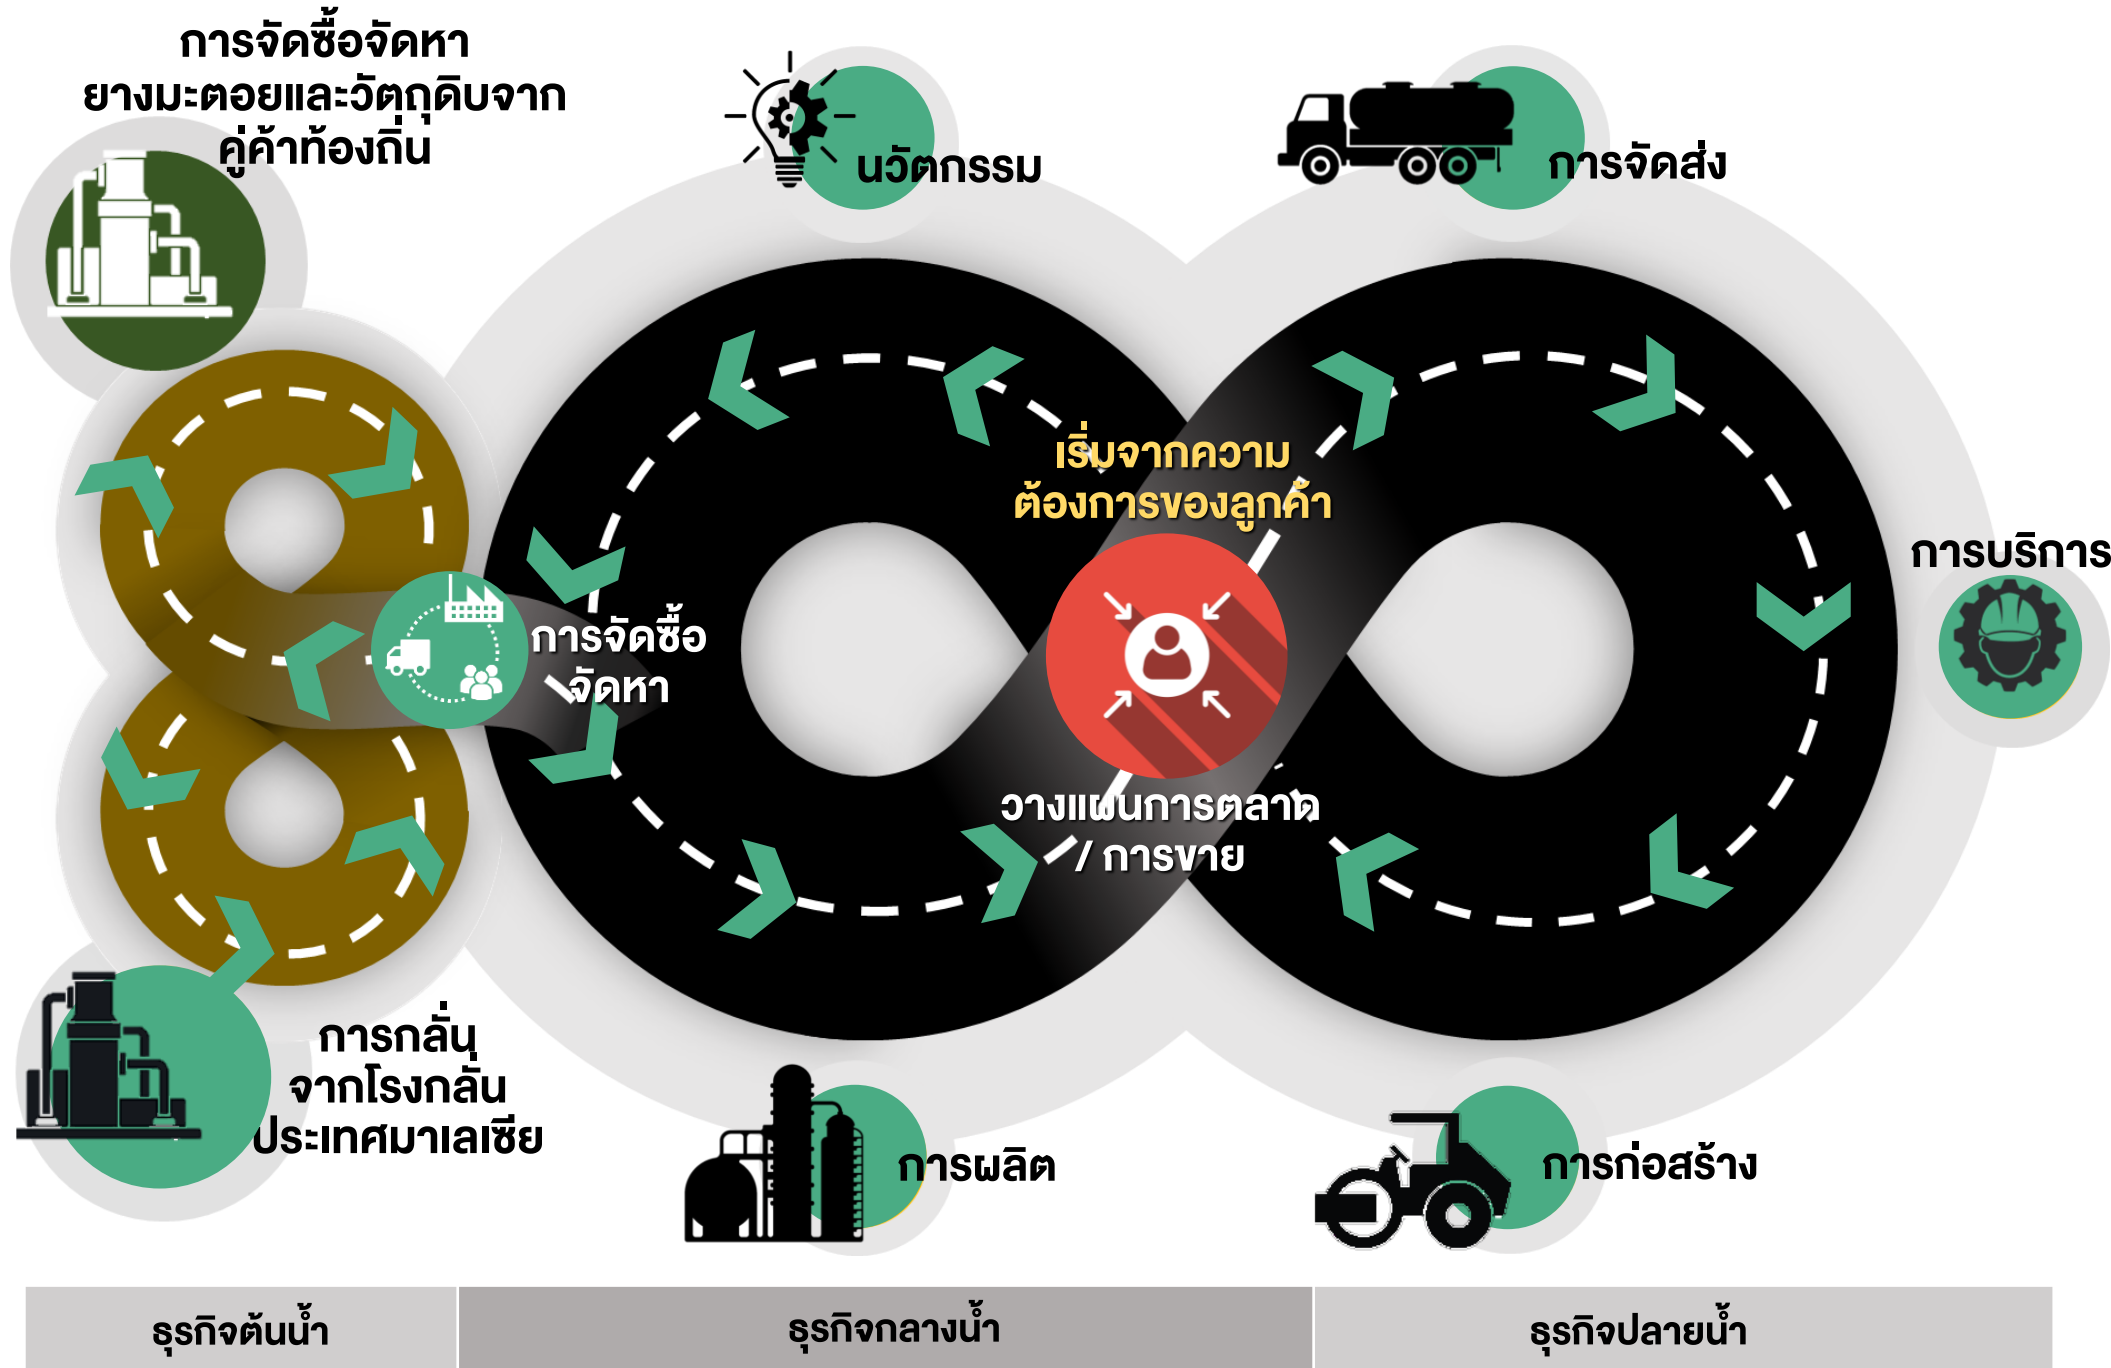 การจัดซื้อจัดหา
ยางมะตอยและวัตถุดิบจาก
คู่ค้าท้องถิ่น
นวัตกรรม
การจัดส่ง
เริ่มจากความ
ต้องการของลูกค้า
การบริการ
การจัดซื้อ
จัดหา
วางแผนการตลาด
/ การขาย
การกลั่น
จากโรงกลั่น
ประเทศมาเลเซีย
การผลิต
การก่อสร้าง
ธุรกิจต้นน้ำ
ธุรกิจกลางน้ำ
ธุรกิจปลายน้ำ